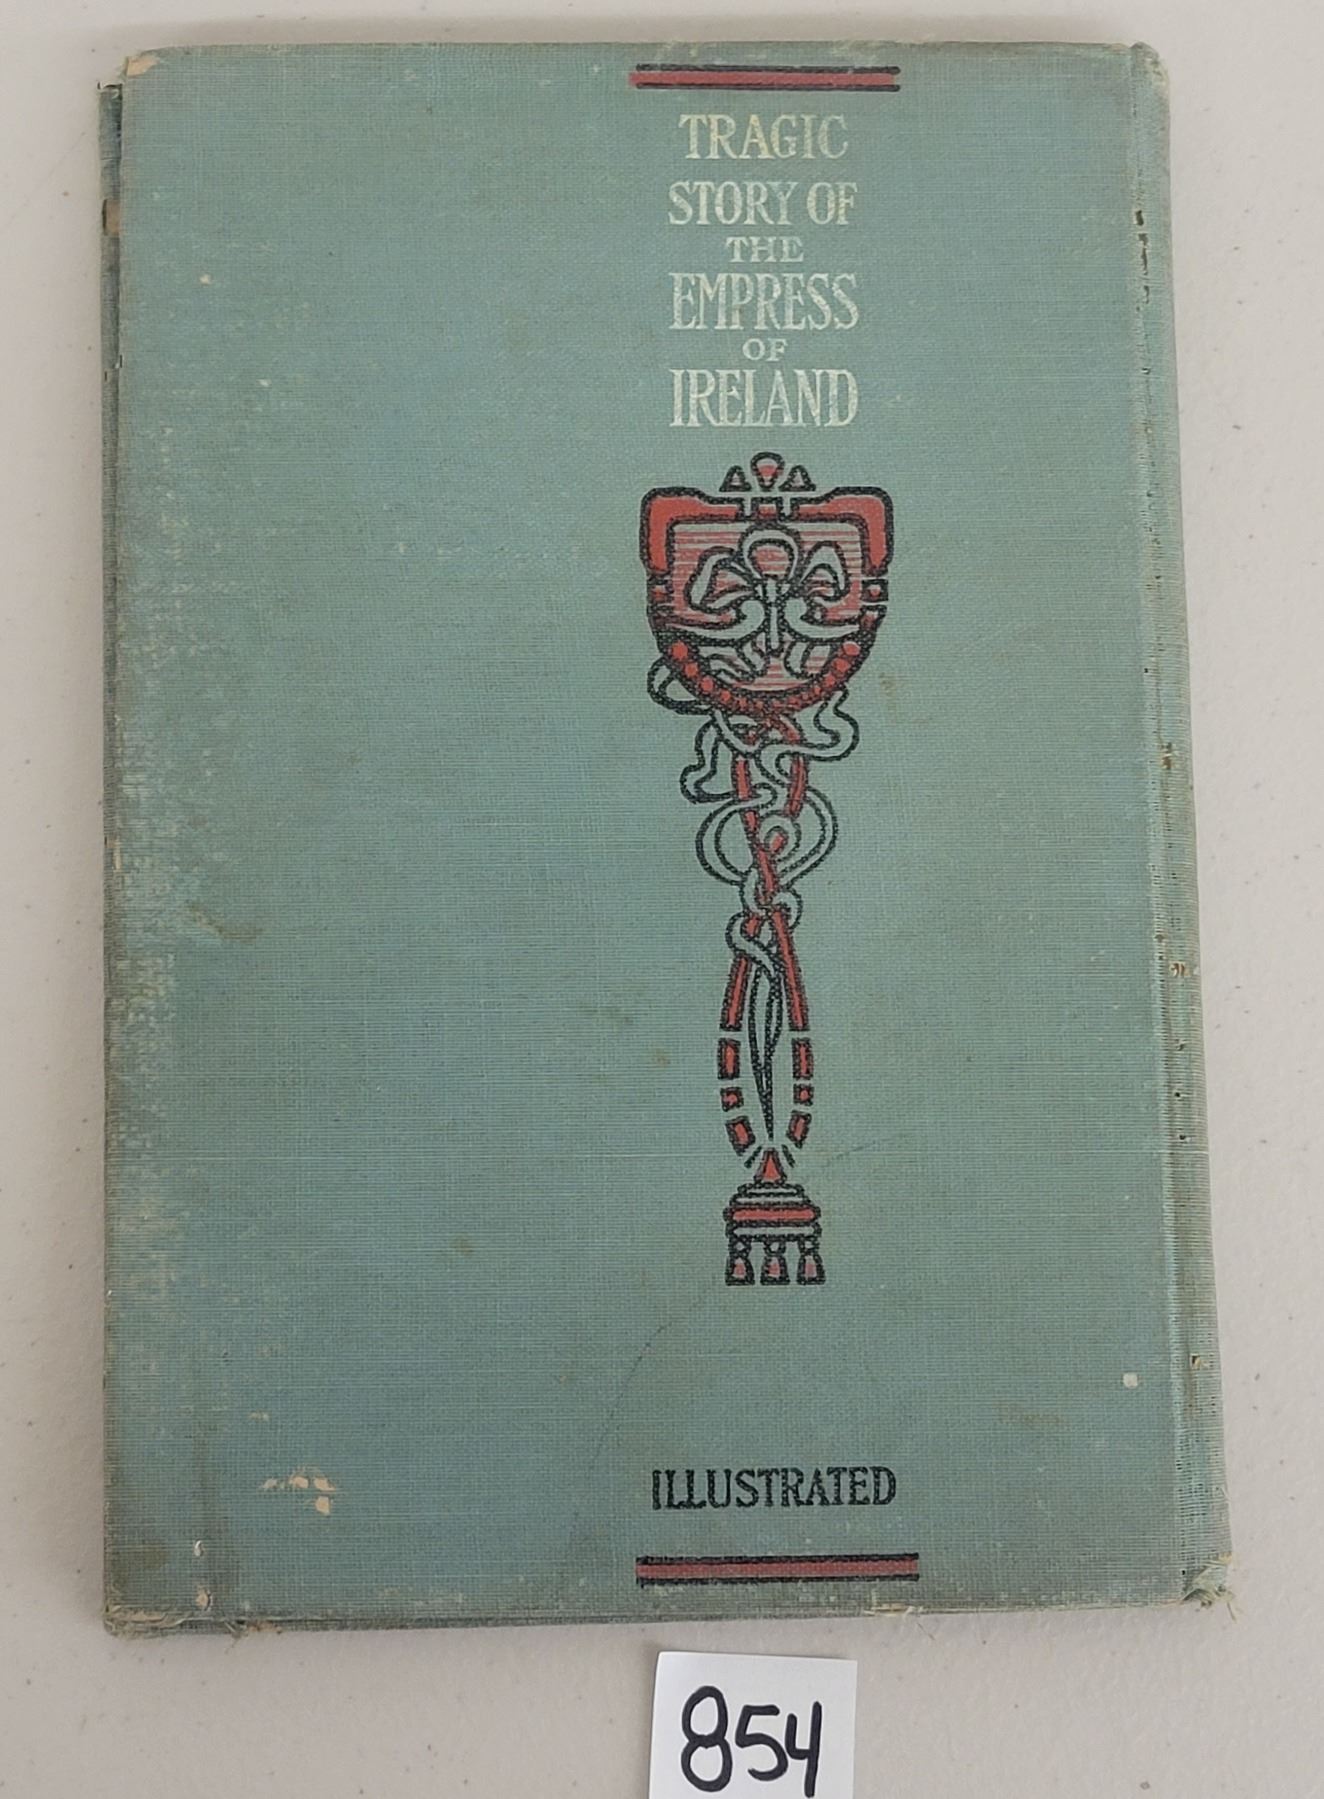 TRAGIC
STORY OF
THE
EMPRESS
OF
IRELAND
ILLUSTRATED
854